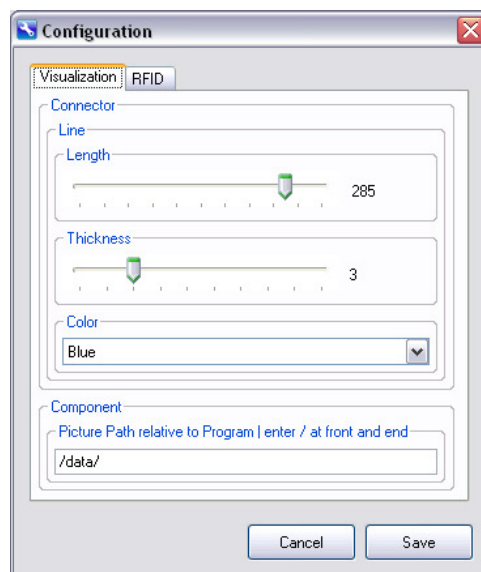 Configuration
Visualization RFID
Connector
Line
Length
285
Thickness
3
Color
Blue
Component
Picture Path relative to Program | enter / at front and end
/data/
Cancel Save